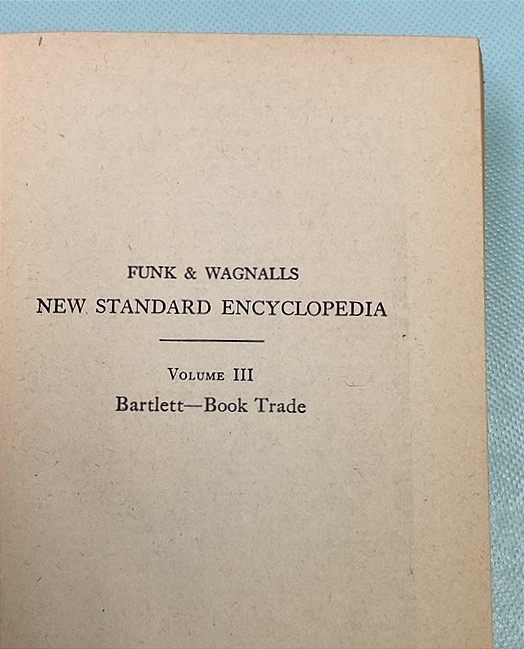 FUNK & WAGNALLS
NEW STANDARD ENCYCLOPEDIA
VOLUME III
Bartlett—Book Trade